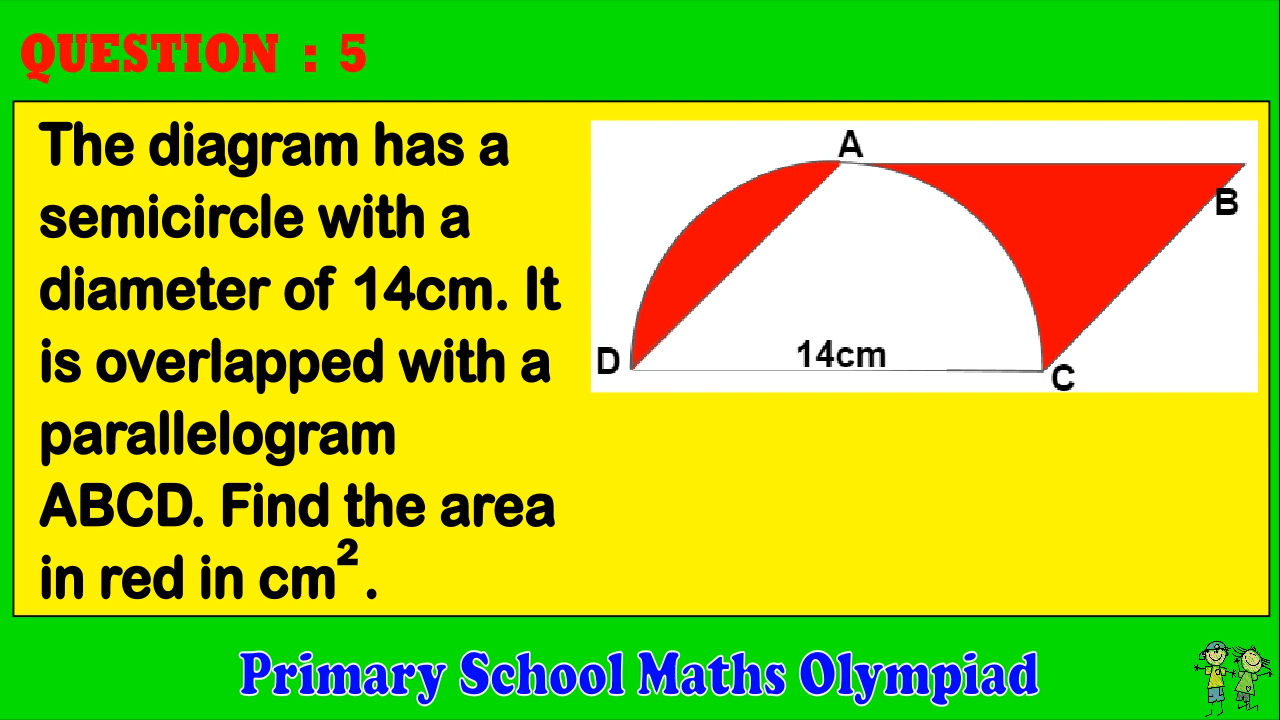 QUESTION : 5
The diagram has a
semicircle with a
diameter of 14cm. It
is overlapped with a
parallelogram
ABCD. Find the area
in red in cm².
A
B
D
14cm
C
Primary School Maths Olympiad